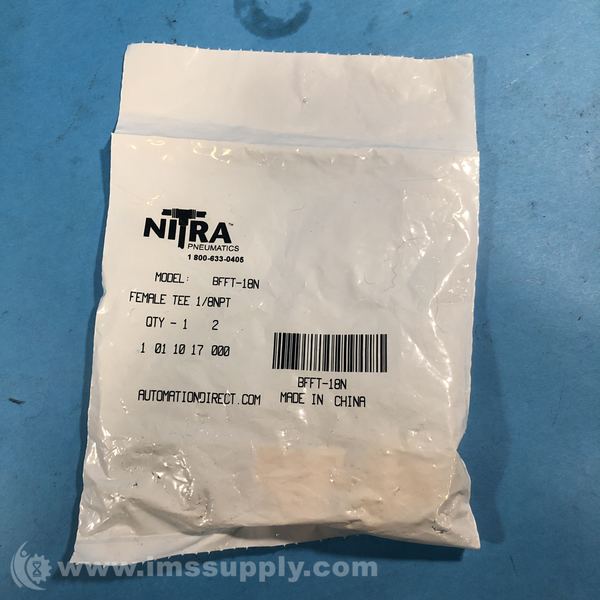 NITRA™
PNEUMATICS
1 800-633-0405
MODEL: BFFT-18N
FEMALE TEE 1/8NPT
QTY - 1 2
1 01 10 17 000
BFFT-18N
AUTOMATIONDIRECT.COM MADE IN CHINA
www.imssupply.com